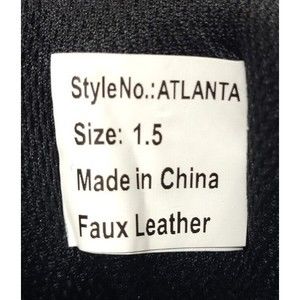 StyleNo.:ATLANTA
Size: 1.5
Made in China
Faux Leather